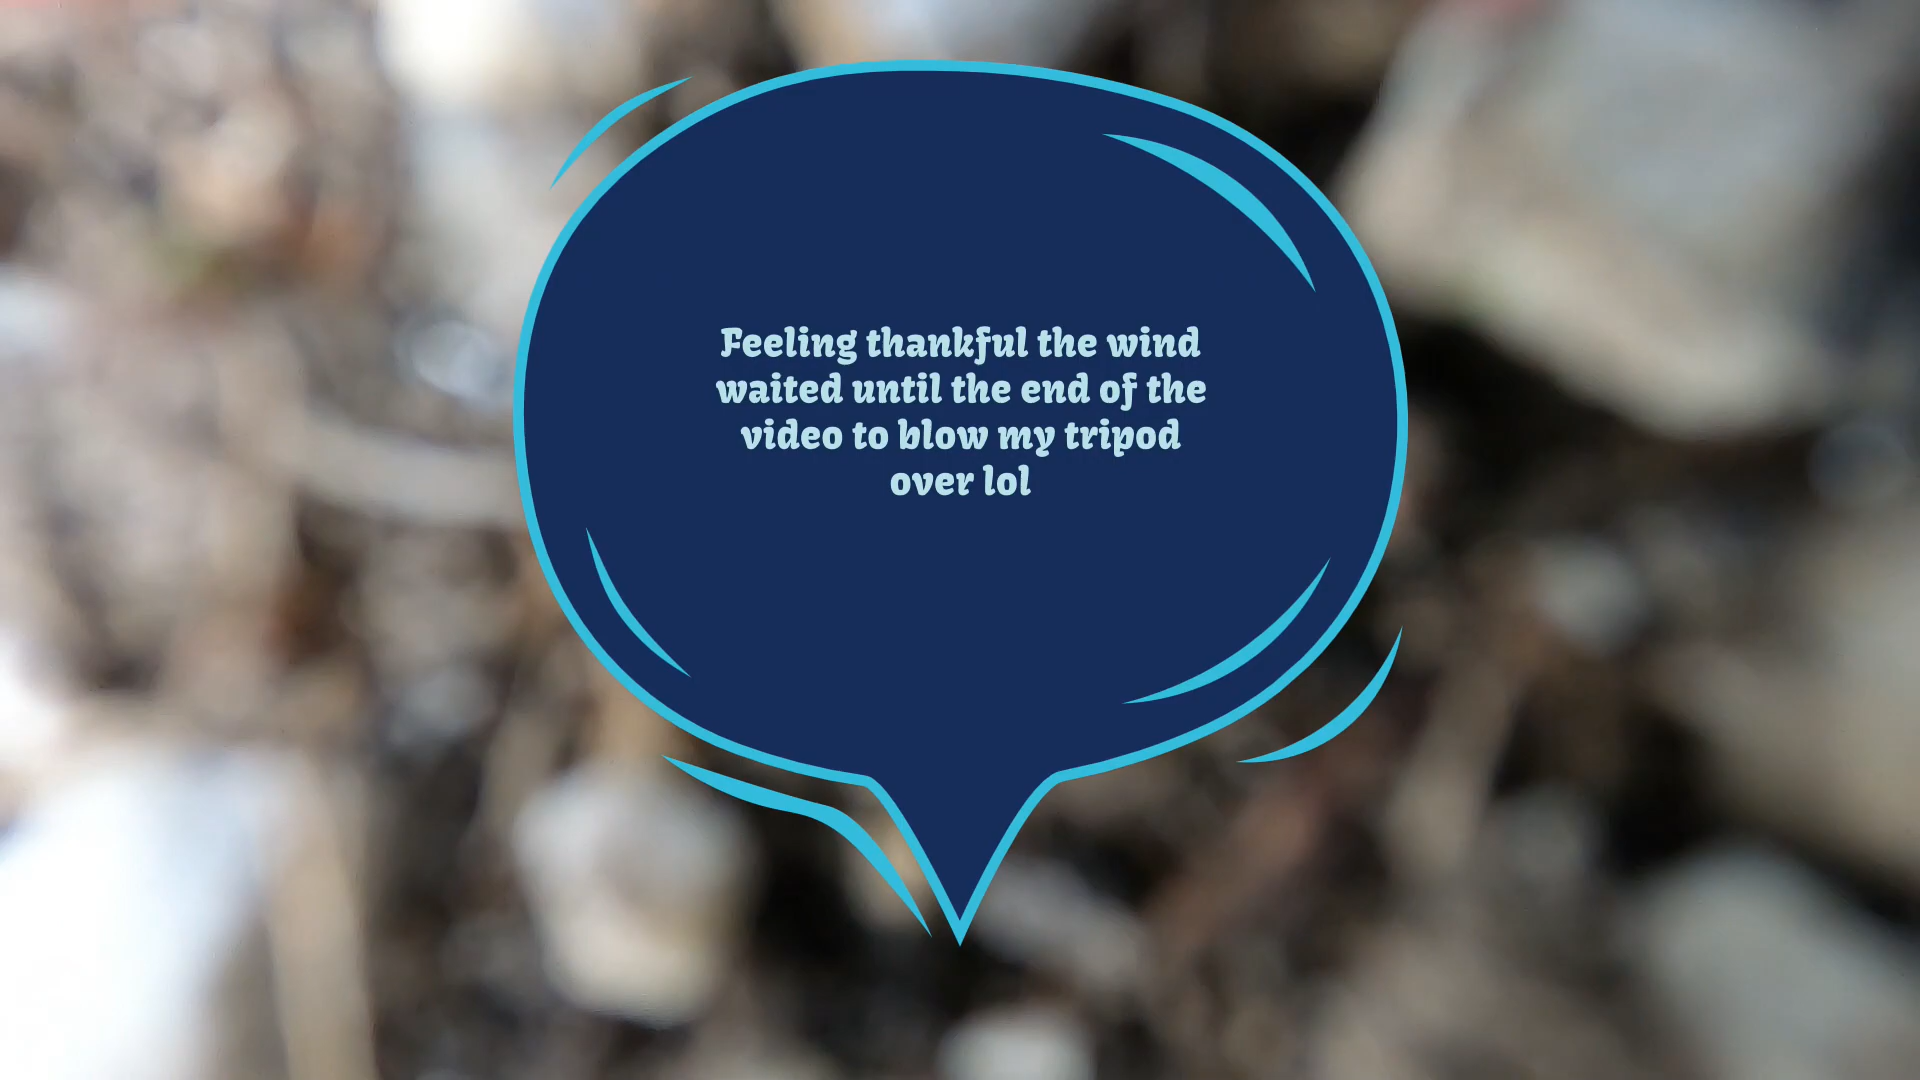 Feeling thankful the wind
waited until the end of the
video to blow my tripod
over lol